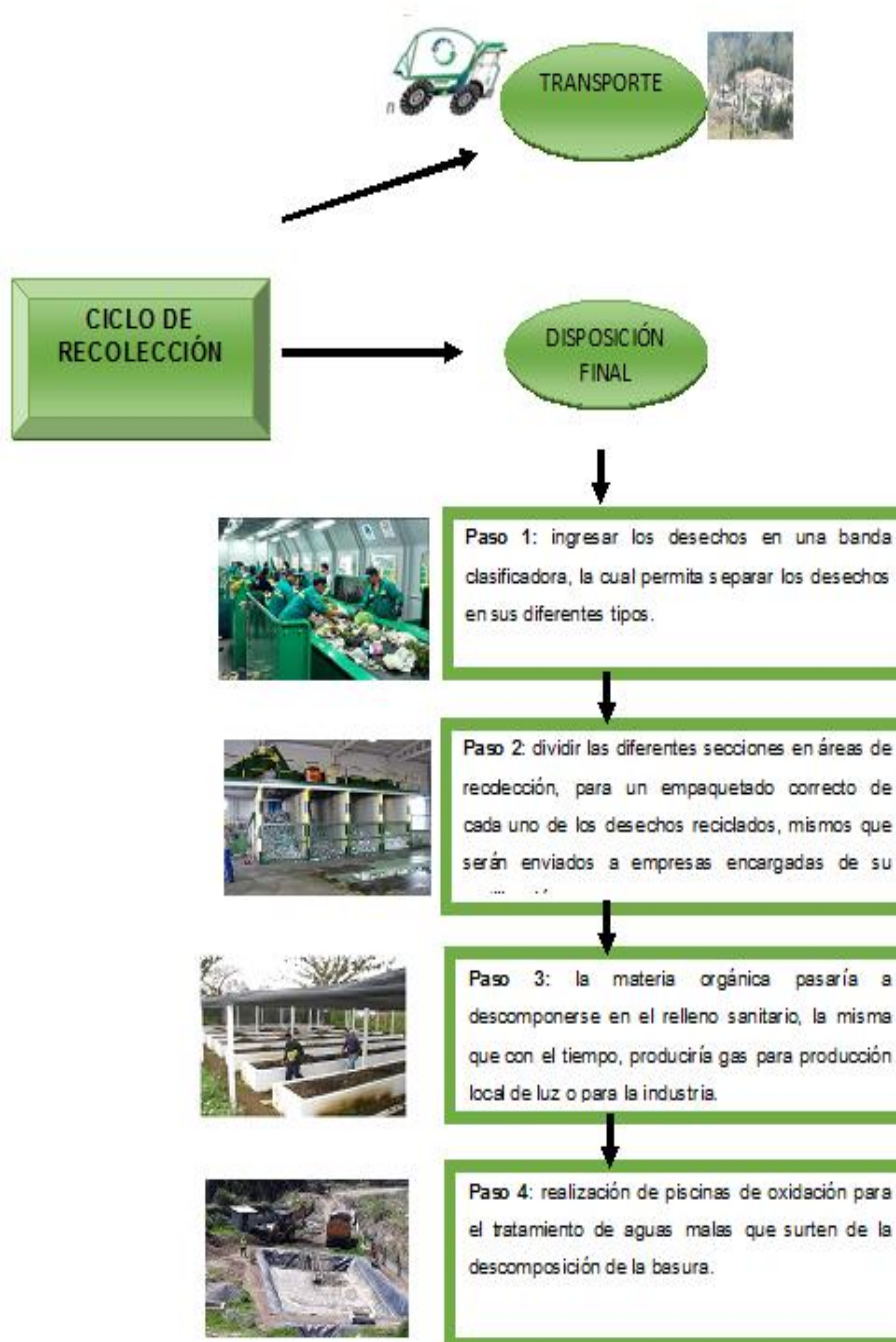 TRANSPORTE
CICLO DE
RECOLECCIÓN
DISPOSICIÓN
FINAL
Paso 1: ingresar los desechos en una banda
clasificadora, la cual permita separar los desechos
en sus diferentes tipos.
Paso 2: dividir las diferentes secciones en áreas de
recolección, para un empaquetado correcto de
cada uno de los desechos reciclados, mismos que
serán enviados a empresas encargadas de su
Paso 3: la materia orgánica pasaría a
descomponerse en el relleno sanitario, la misma
que con el tiempo, produciría gas para producción
local de luz o para la industria.
Paso 4: realización de piscinas de oxidación para
el tratamiento de aguas malas que surten de la
descomposición de la basura.